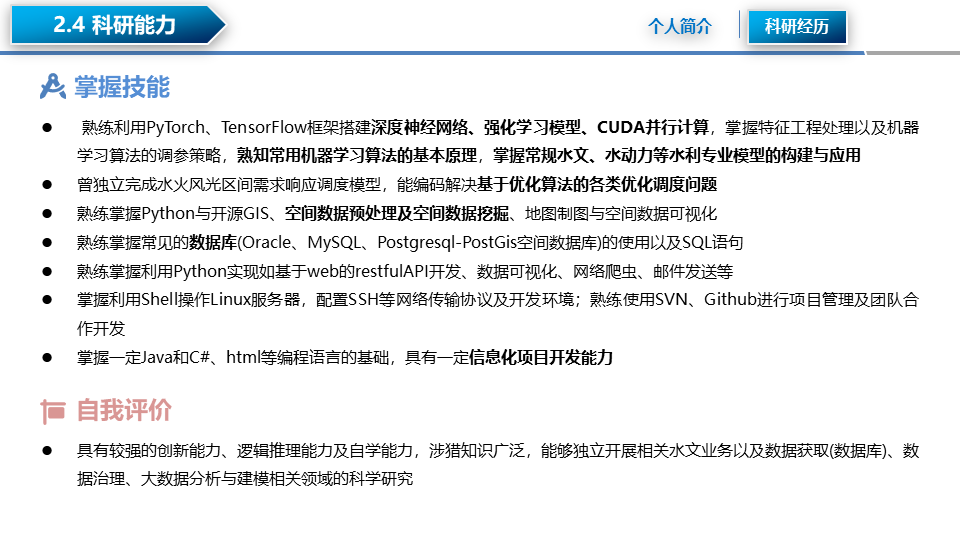 2.4 科研能力
个人简介
科研经历
掌握技能
● 熟练利用PyTorch、TensorFlow框架搭建深度神经网络、强化学习模型、CUDA并行计算，掌握特征工程处理以及机器
学习算法的调参策略，熟知常用机器学习算法的基本原理，掌握常规水文、水动力等水利专业模型的构建与应用
● 曾独立完成水火风光区间需求响应调度模型，能编码解决基于优化算法的各类优化调度问题
● 熟练掌握Python与开源GIS、空间数据预处理及空间数据挖掘、地图制图与空间数据可视化
● 熟练掌握常见的数据库(Oracle、MySQL、Postgresql-PostGis空间数据库)的使用以及SQL语句
● 熟练掌握利用Python实现如基于web的restfulAPI开发、数据可视化、网络爬虫、邮件发送等
● 掌握利用Shell操作Linux服务器，配置SSH等网络传输协议及开发环境；熟练使用SVN、Github进行项目管理及团队合
作开发
● 掌握一定Java和C#、html等编程语言的基础，具有一定信息化项目开发能力
自我评价
● 具有较强的创新能力、逻辑推理能力及自学能力，涉猎知识广泛，能够独立开展相关水文业务以及数据获取(数据库)、数
据治理、大数据分析与建模相关领域的科学研究